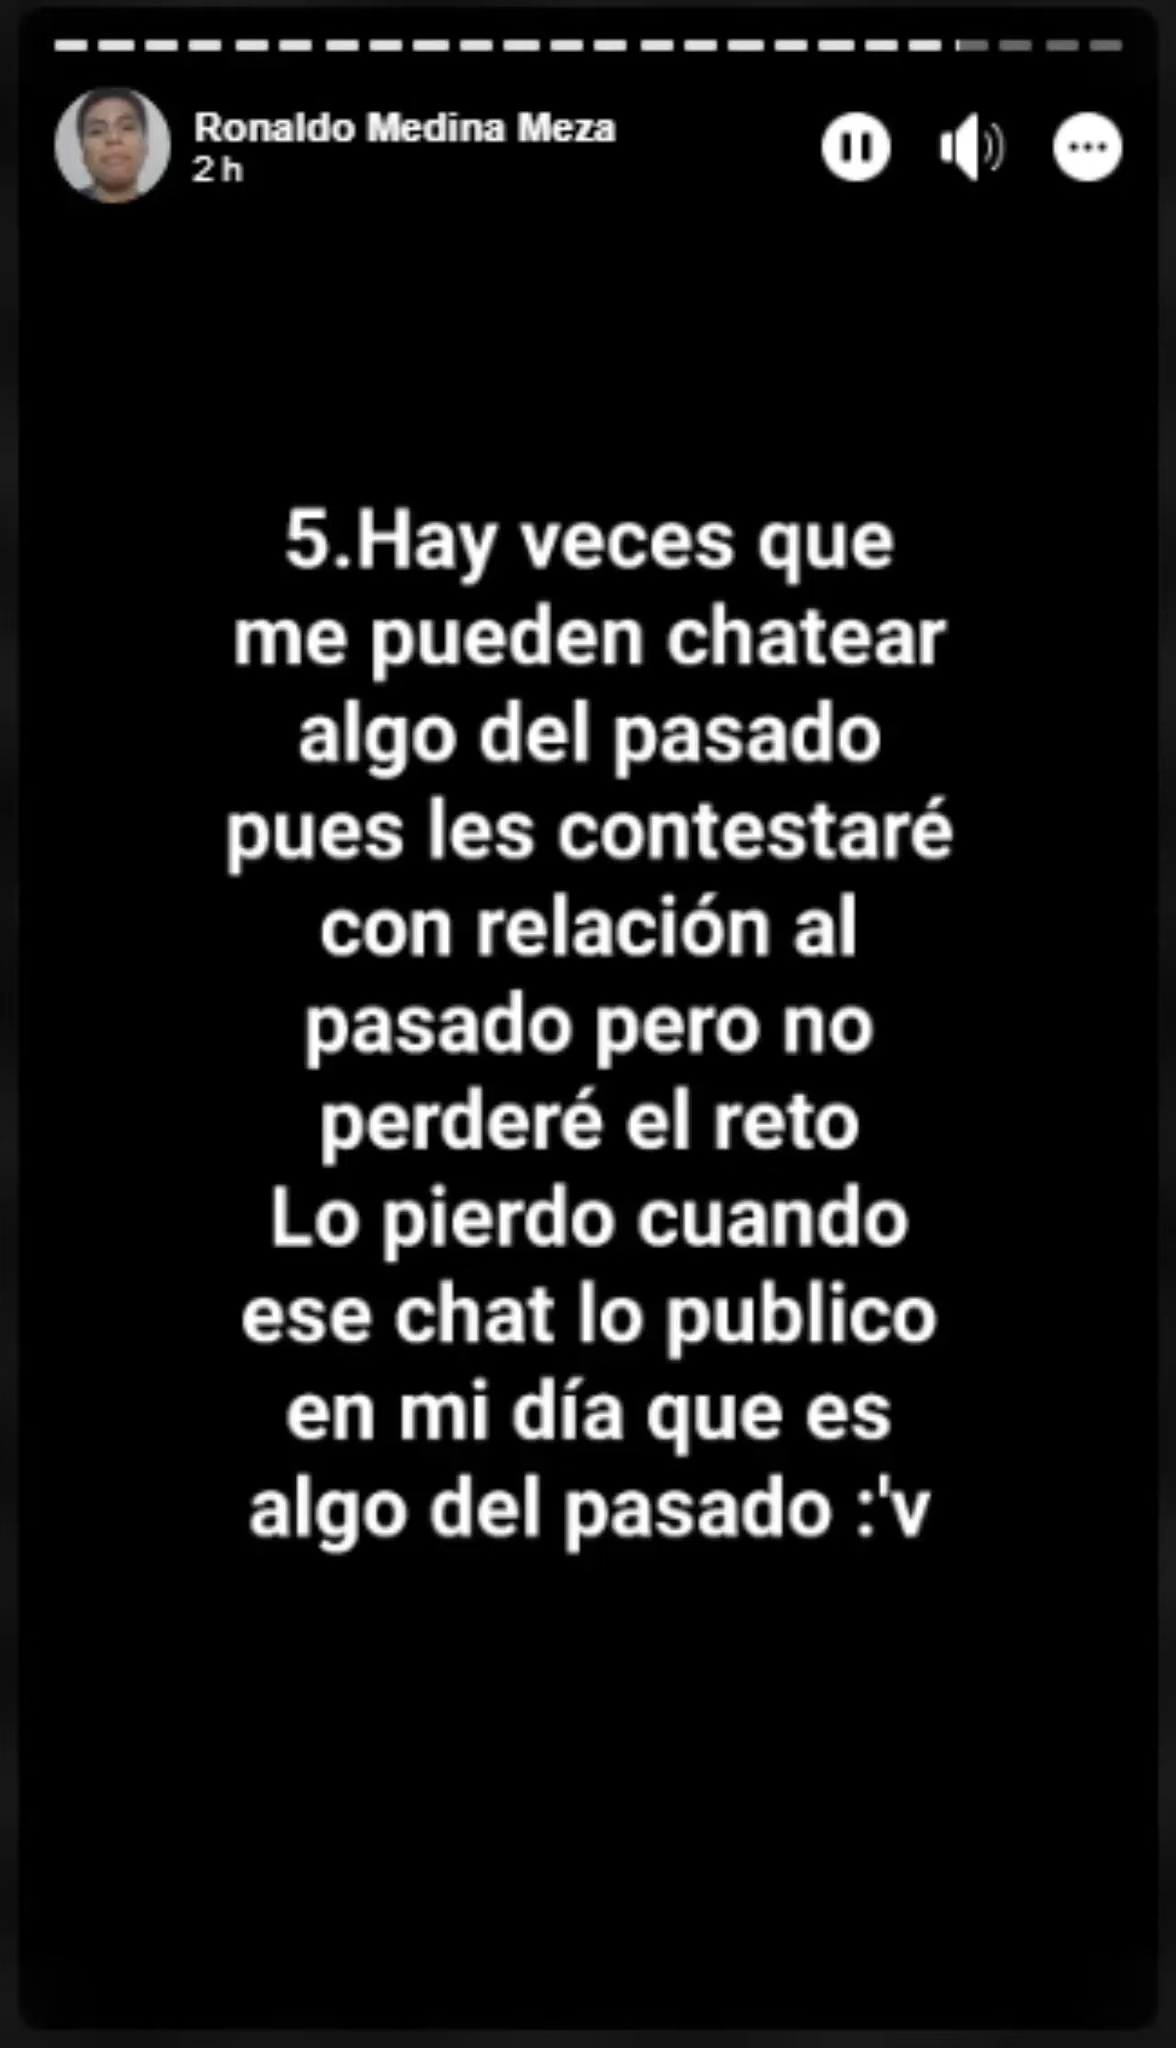 Ronaldo Medina Meza
2 h
5.Hay veces que
me pueden chatear
algo del pasado
pues les contestaré
con relación al
pasado pero no
perderé el reto
Lo pierdo cuando
ese chat lo publico
en mi día que es
algo del pasado :'v